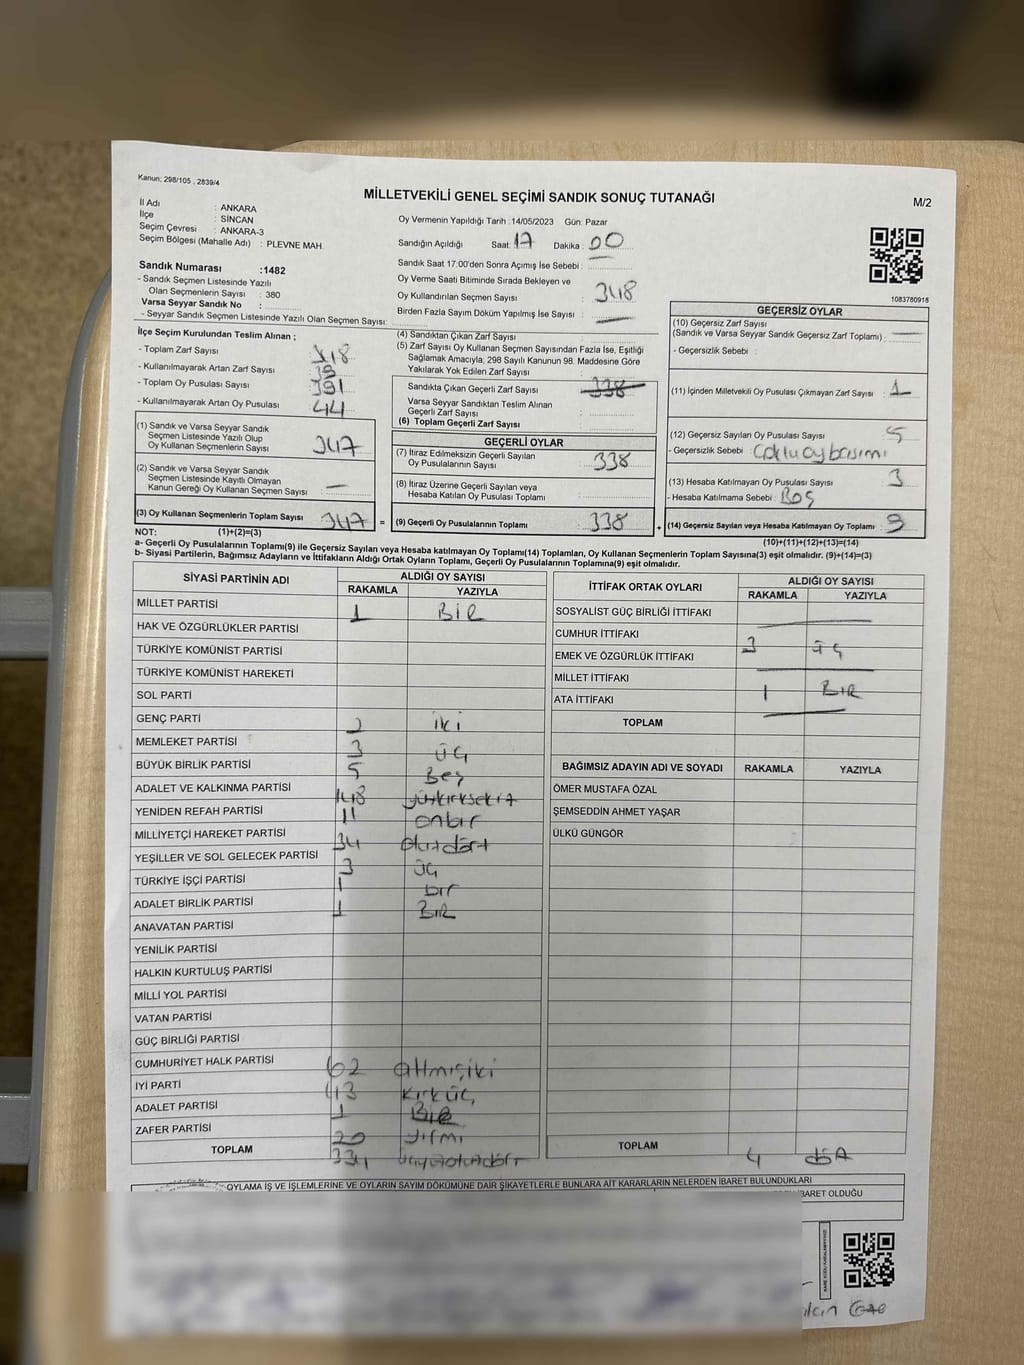 Kanun: 298/105 , 2839/4
MİLLETVEKİLİ GENEL SEÇİMİ SANDIK SONUÇ TUTANAĞI
M/2
İl Adı : ANKARA
İlçe : SİNCAN
Seçim Çevresi : ANKARA-3
Seçim Bölgesi (Mahalle Adı) : PLEVNE MAH.
Oy Vermenin Yapıldığı Tarih :14/05/2023 Gün: Pazar
Sandığın Açıldığı Saat: 17 Dakika : 00
Sandık Saat 17:00'den Sonra Açımış İse Sebebi :
Oy Verme Saati Bitiminde Sırada Bekleyen ve
Oy Kullandırılan Seçmen Sayısı : 348
Birden Fazla Sayım Döküm Yapılmış İse Sayısı :
1083780918
Sandık Numarası :1482
- Sandık Seçmen Listesinde Yazılı
Olan Seçmenlerin Sayısı : 380
Varsa Seyyar Sandık No :
- Seyyar Sandık Seçmen Listesinde Yazılı Olan Seçmen Sayısı:
İlçe Seçim Kurulundan Teslim Alınan ;
- Toplam Zarf Sayısı
- Kullanılmayarak Artan Zarf Sayısı
- Toplam Oy Pusulası Sayısı 391
- Kullanılmayarak Artan Oy Pusulası 44
(1) Sandık ve Varsa Seyyar Sandık
Seçmen Listesinde Yazılı Olup
Oy Kullanan Seçmenlerin Sayısı : 347
(2) Sandık ve Varsa Seyyar Sandık
Seçmen Listesinde Kayıtlı Olmayan
Kanun Gereği Oy Kullanan Seçmen Sayısı : —
(3) Oy Kullanan Seçmenlerin Toplam Sayısı 347 =
(4) Sandıktan Çıkan Zarf Sayısı :
(5) Zarf Sayısı Oy Kullanan Seçmen Sayısından Fazla İse, Eşitliği
Sağlamak Amacıyla, 298 Sayılı Kanunun 98. Maddesine Göre
Yakılarak Yok Edilen Zarf Sayısı :
Sandıkta Çıkan Geçerli Zarf Sayısı 338
Varsa Seyyar Sandıktan Teslim Alınan
Geçerli Zarf Sayısı :
(6) Toplam Geçerli Zarf Sayısı :
GEÇERLİ OYLAR
(7) İtiraz Edilmeksizin Geçerli Sayılan
Oy Pusulalarının Sayısı : 338
(8) İtiraz Üzerine Geçerli Sayılan veya
Hesaba Katılan Oy Pusulası Toplamı :
(9) Geçerli Oy Pusulalarının Toplamı : 338 +
GEÇERSİZ OYLAR
(10) Geçersiz Zarf Sayısı
(Sandık ve Varsa Seyyar Sandık Geçersiz Zarf Toplamı) : —
- Geçersizlik Sebebi :
(11) İçinden Milletvekili Oy Pusulası Çıkmayan Zarf Sayısı : 1
(12) Geçersiz Sayılan Oy Pusulası Sayısı : 5
- Geçersizlik Sebebi : Çoklu oy basımı
(13) Hesaba Katılmayan Oy Pusulası Sayısı : 3
- Hesaba Katılmama Sebebi : Boş
(14) Geçersiz Sayılan veya Hesaba Katılmayan Oy Toplamı : 9
NOT: (1)+(2)=(3)
(10)+(11)+(12)+(13)=(14)
a- Geçerli Oy Pusulalarının Toplamı(9) ile Geçersiz Sayılan veya Hesaba katılmayan Oy Toplamı(14) Toplamları, Oy Kullanan Seçmenlerin Toplam Sayısına(3) eşit olmalıdır. (9)+(14)=(3)
b- Siyasi Partilerin, Bağımsız Adayların ve İttifakların Aldığı Oyların Toplamı, Geçerli Oy Pusulalarının Toplamına(9) eşit olmalıdır.
SİYASİ PARTİNİN ADI
ALDIĞI OY SAYISI
RAKAMLA YAZIYLA
MİLLET PARTİSİ 1 BİR
HAK VE ÖZGÜRLÜKLER PARTİSİ
TÜRKİYE KOMÜNİST PARTİSİ
TÜRKİYE KOMÜNİST HAREKETİ
SOL PARTİ
GENÇ PARTİ 2 iki
MEMLEKET PARTİSİ 3 üç
BÜYÜK BİRLİK PARTİSİ 5 Beş
ADALET VE KALKINMA PARTİSİ 148 yüzkırksekiz
YENİDEN REFAH PARTİSİ 11 onbir
MİLLİYETÇİ HAREKET PARTİSİ 34 otuzdört
YEŞİLLER VE SOL GELECEK PARTİSİ 3 üç
TÜRKİYE İŞÇİ PARTİSİ 1 bir
ADALET BİRLİK PARTİSİ 1 BİR
ANAVATAN PARTİSİ
YENİLİK PARTİSİ
HALKIN KURTULUŞ PARTİSİ
MİLLİ YOL PARTİSİ
VATAN PARTİSİ
GÜÇ BİRLİĞİ PARTİSİ
CUMHURİYET HALK PARTİSİ 62 altmışiki
İYİ PARTİ 43 kırküç
ADALET PARTİSİ 1 BİR
ZAFER PARTİSİ 20 yirmi
TOPLAM 334 üçyüzotuzdört
İTTİFAK ORTAK OYLARI
ALDIĞI OY SAYISI
RAKAMLA YAZIYLA
SOSYALİST GÜÇ BİRLİĞİ İTTİFAKI —
CUMHUR İTTİFAKI 3 üç
EMEK VE ÖZGÜRLÜK İTTİFAKI —
MİLLET İTTİFAKI 1 BİR
ATA İTTİFAKI —
TOPLAM
BAĞIMSIZ ADAYIN ADI VE SOYADI RAKAMLA YAZIYLA
ÖMER MUSTAFA ÖZAL
ŞEMSEDDİN AHMET YAŞAR
ÜLKÜ GÜNGÖR
TOPLAM 4 dört
OYLAMA İŞ VE İŞLEMLERİNE VE OYLARIN SAYIM DÖKÜMÜNE DAİR ŞİKAYETLERLE BUNLARA AİT KARARLARIN NELERDEN İBARET BULUNDUKLARI
BARET OLDUĞU